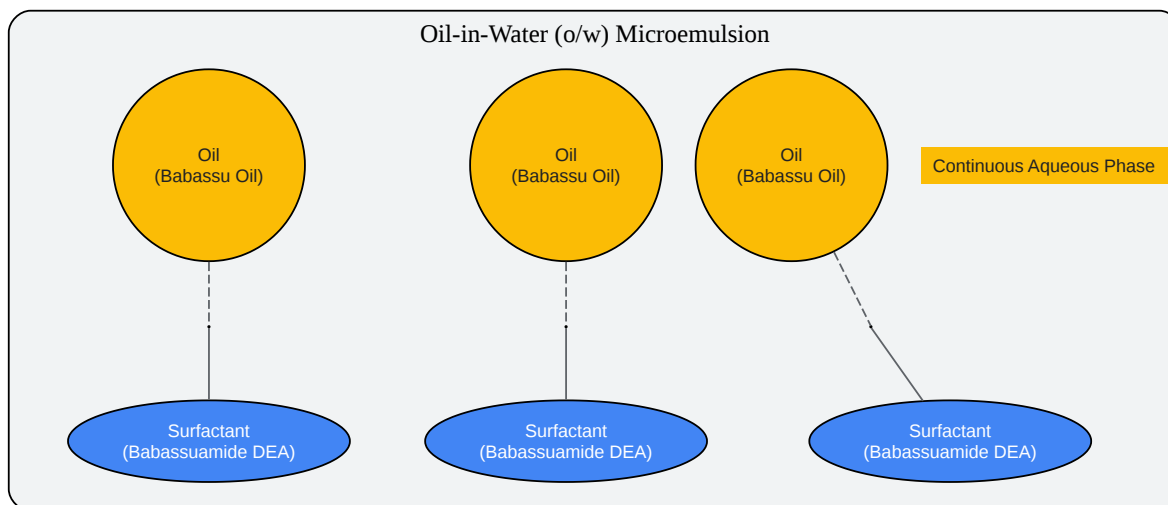 Oil-in-Water (o/w) Microemulsion
Oil
(Babassu Oil)
Oil
(Babassu Oil)
Oil
(Babassu Oil)
Continuous Aqueous Phase
Surfactant
(Babassuamide DEA)
Surfactant
(Babassuamide DEA)
Surfactant
(Babassuamide DEA)